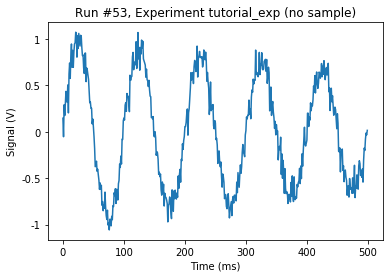 Run #53, Experiment tutorial_exp (no sample)
1
0.5
0
-0.5
-1
Signal (V)
0 100 200 300 400 500
Time (ms)